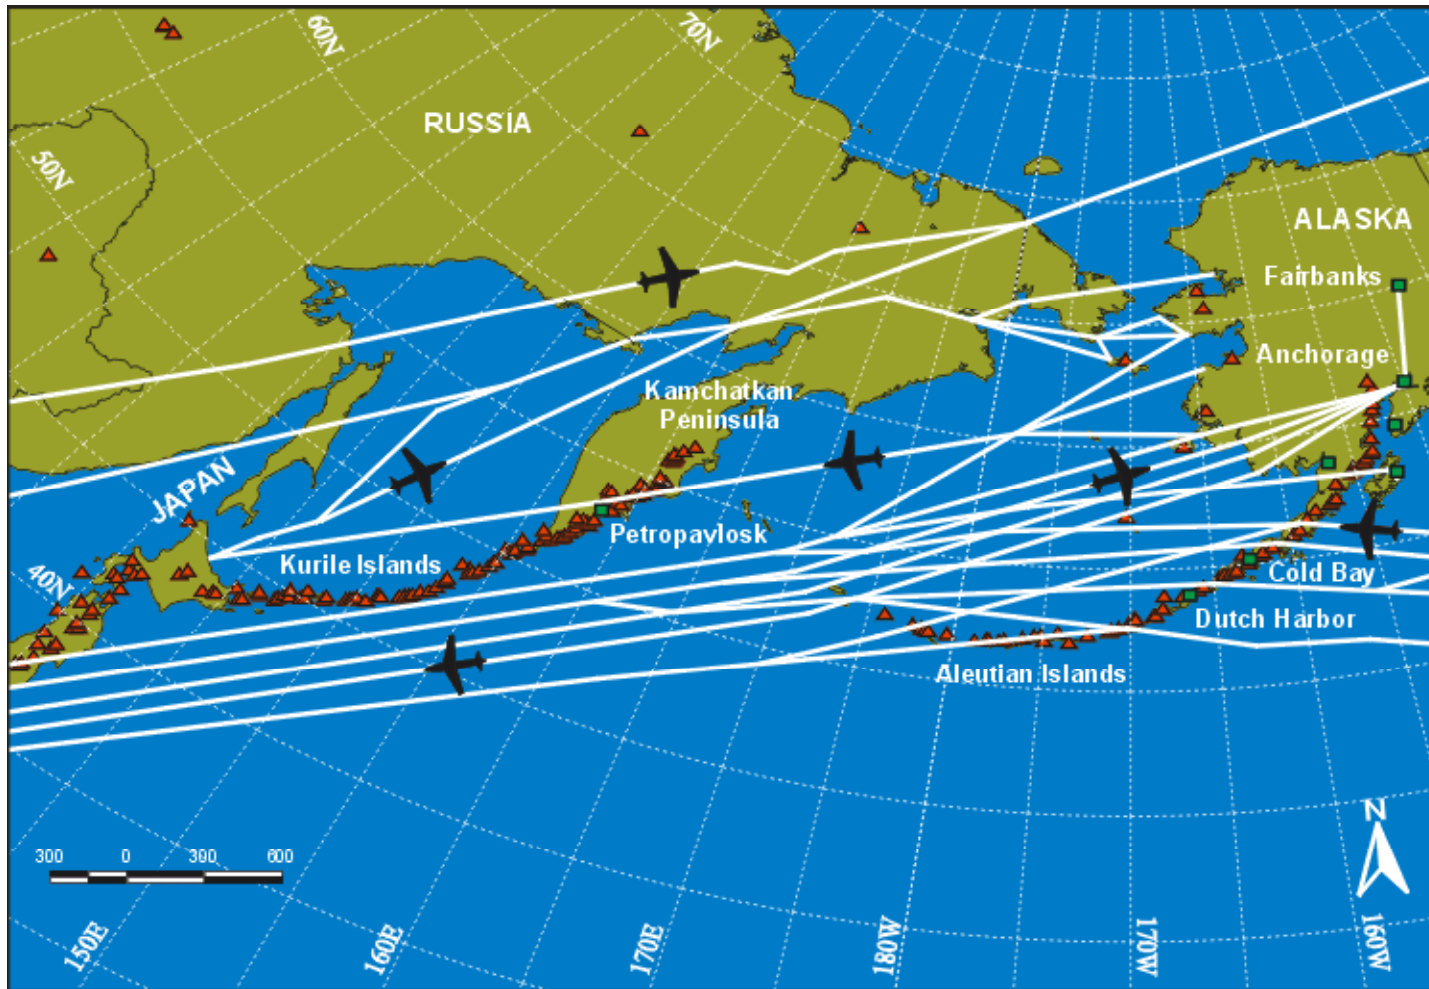 60N
70N
RUSSIA
50N
ALASKA
Fairbanks
Anchorage
Kamchatkan
Peninsula
JAPAN
Petropavlosk
Kurile Islands
40N
Cold Bay
Dutch Harbor
Aleutian Islands
N
300 0 300 600
150E
160E
170E
180W
170W
160W